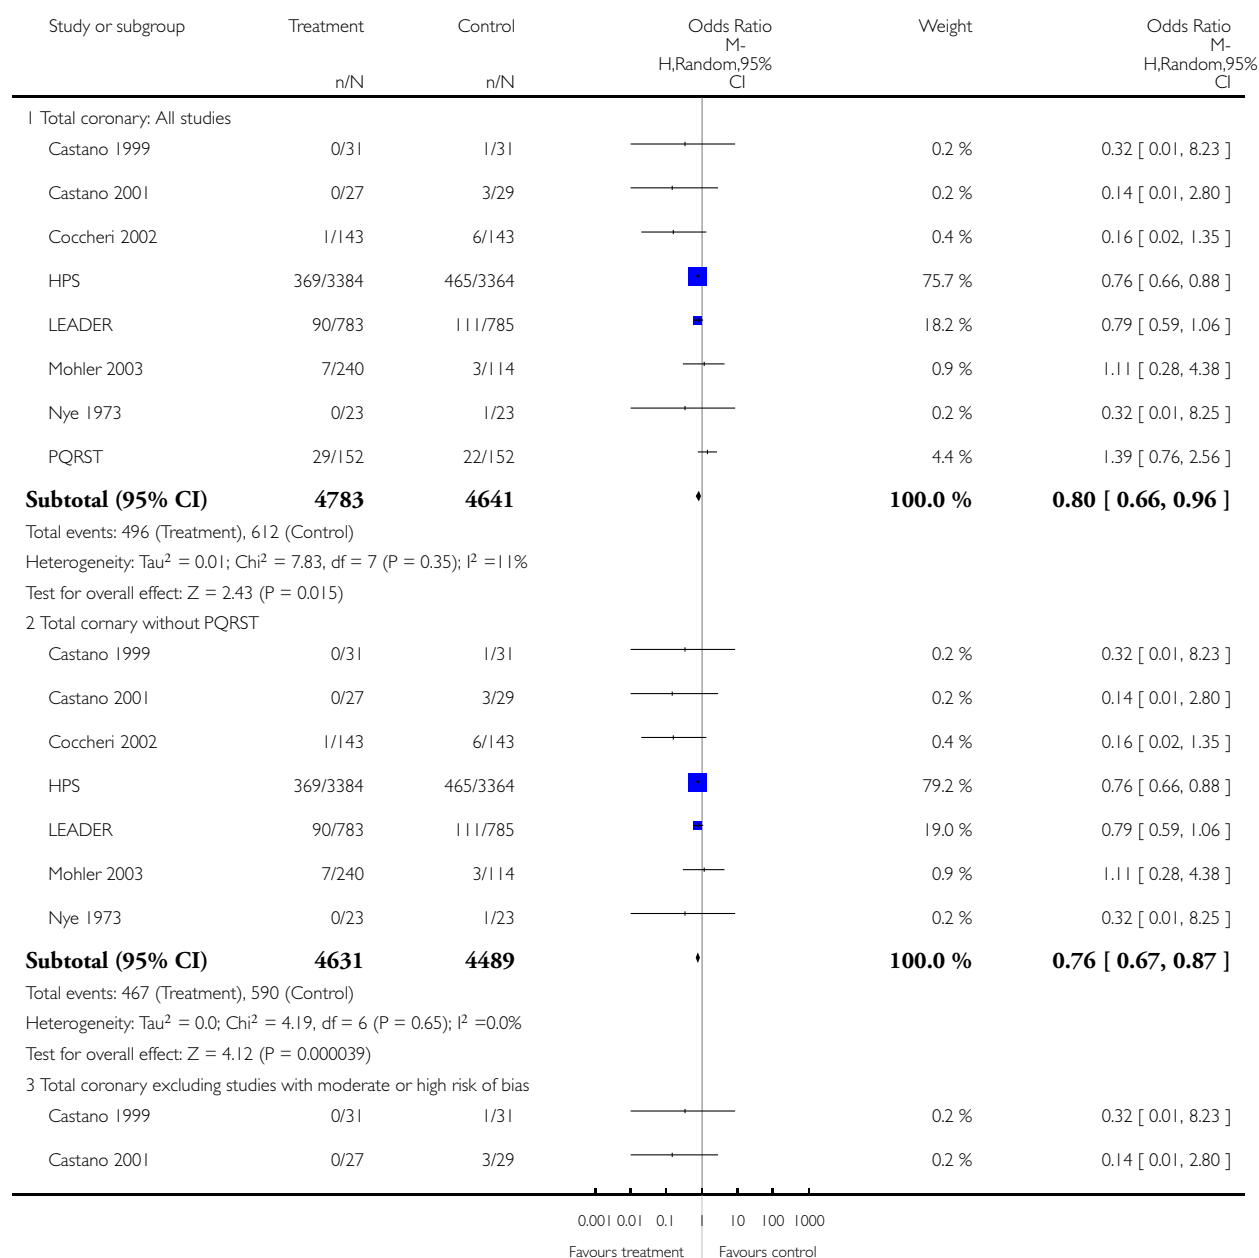 Study or subgroup Treatment Control Odds Ratio Weight Odds Ratio
M- M-
H,Random,95% H,Random,95%
n/N n/N CI CI
1 Total coronary: All studies
Castano 1999 0/31 1/31 0.2 % 0.32 [ 0.01, 8.23 ]
Castano 2001 0/27 3/29 0.2 % 0.14 [ 0.01, 2.80 ]
Coccheri 2002 1/143 6/143 0.4 % 0.16 [ 0.02, 1.35 ]
HPS 369/3384 465/3364 75.7 % 0.76 [ 0.66, 0.88 ]
LEADER 90/783 111/785 18.2 % 0.79 [ 0.59, 1.06 ]
Mohler 2003 7/240 3/114 0.9 % 1.11 [ 0.28, 4.38 ]
Nye 1973 0/23 1/23 0.2 % 0.32 [ 0.01, 8.25 ]
PQRST 29/152 22/152 4.4 % 1.39 [ 0.76, 2.56 ]
Subtotal (95% CI) 4783 4641 100.0 % 0.80 [ 0.66, 0.96 ]
Total events: 496 (Treatment), 612 (Control)
Heterogeneity: Tau² = 0.01; Chi² = 7.83, df = 7 (P = 0.35); I² =11%
Test for overall effect: Z = 2.43 (P = 0.015)
2 Total cornary without PQRST
Castano 1999 0/31 1/31 0.2 % 0.32 [ 0.01, 8.23 ]
Castano 2001 0/27 3/29 0.2 % 0.14 [ 0.01, 2.80 ]
Coccheri 2002 1/143 6/143 0.4 % 0.16 [ 0.02, 1.35 ]
HPS 369/3384 465/3364 79.2 % 0.76 [ 0.66, 0.88 ]
LEADER 90/783 111/785 19.0 % 0.79 [ 0.59, 1.06 ]
Mohler 2003 7/240 3/114 0.9 % 1.11 [ 0.28, 4.38 ]
Nye 1973 0/23 1/23 0.2 % 0.32 [ 0.01, 8.25 ]
Subtotal (95% CI) 4631 4489 100.0 % 0.76 [ 0.67, 0.87 ]
Total events: 467 (Treatment), 590 (Control)
Heterogeneity: Tau² = 0.0; Chi² = 4.19, df = 6 (P = 0.65); I² =0.0%
Test for overall effect: Z = 4.12 (P = 0.000039)
3 Total coronary excluding studies with moderate or high risk of bias
Castano 1999 0/31 1/31 0.2 % 0.32 [ 0.01, 8.23 ]
Castano 2001 0/27 3/29 0.2 % 0.14 [ 0.01, 2.80 ]
0.001 0.01 0.1 1 10 100 1000
Favours treatment Favours control